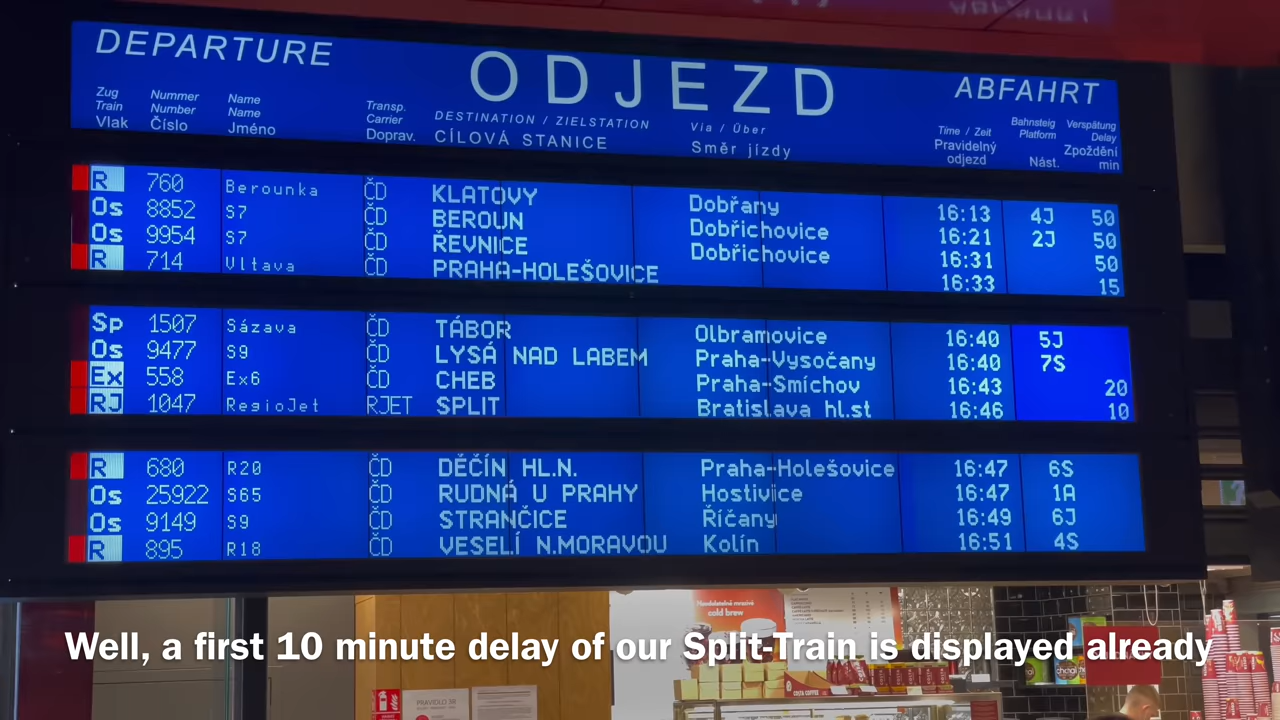 DEPARTURE ODJEZD ABFAHRT
Zug Nummer Name Transp. DESTINATION / ZIELSTATION Via / Über Time / Zeit Bahnsteig Verspätung
Train Number Name Carrier CÍLOVÁ STANICE Směr jízdy Pravidelný Platform Delay
Vlak Číslo Jméno Doprav. odjezd Nást. Zpoždění
min
R 760 Berounka ČD KLATOVY Dobřany 16:13 4J 50
Os 8852 S7 ČD BEROUN Dobřichovice 16:21 2J 50
Os 9954 S7 ČD ŘEVNICE Dobřichovice 16:31 50
R 714 Vltava ČD PRAHA-HOLEŠOVICE 16:33 15
Sp 1507 Sázava ČD TÁBOR Olbramovice 16:40 5J
Os 9477 S9 ČD LYSÁ NAD LABEM Praha-Vysočany 16:40 7S
Ex 558 Ex6 ČD CHEB Praha-Smíchov 16:43 20
RJ 1047 RegioJet RJET SPLIT Bratislava hl.st 16:46 10
R 680 R20 ČD DĚČÍN HL.N. Praha-Holešovice 16:47 6S
Os 25922 S65 ČD RUDNÁ U PRAHY Hostivice 16:47 1A
Os 9149 S9 ČD STRANČICE Říčany 16:49 6J
R 895 R18 ČD VESELÍ N.MORAVOU Kolín 16:51 4S
cold brew
COSTA COFFEE
PRAVIDLO 3B
Well, a first 10 minute delay of our Split-Train is displayed already